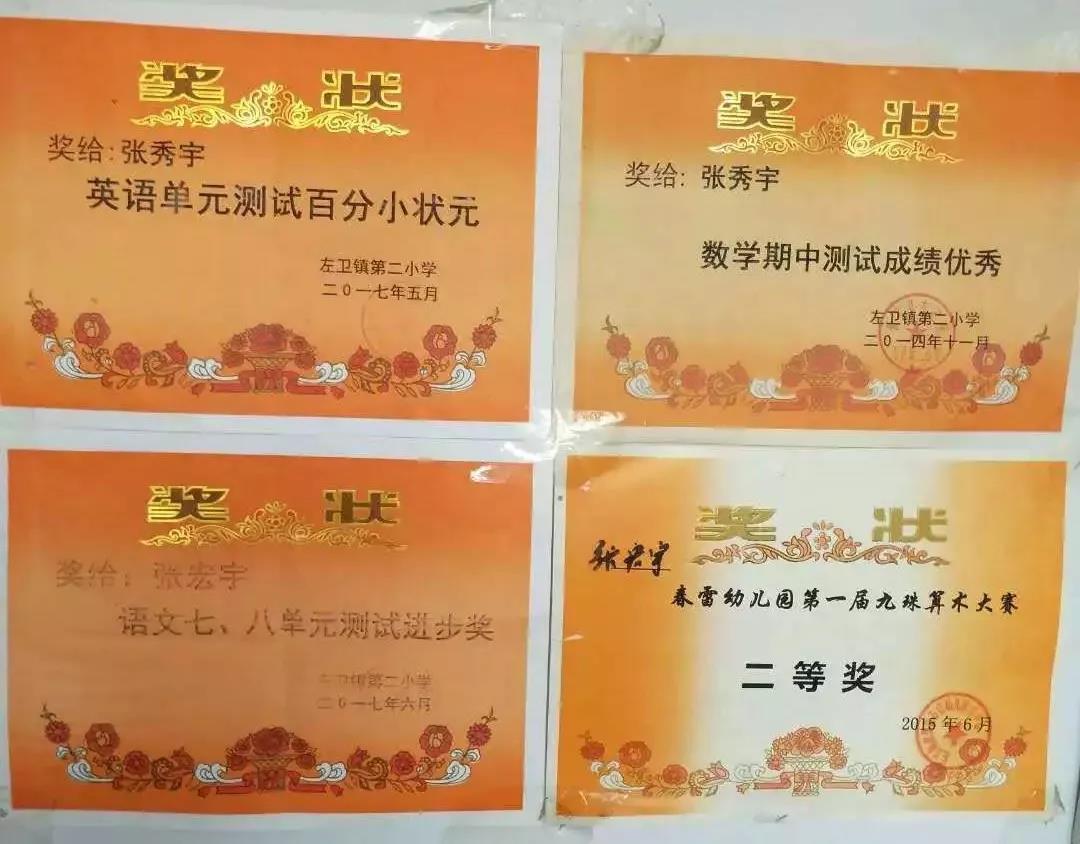 奖状
奖给:张秀宇
英语单元测试百分小状元
左卫镇第二小学
二0一七年五月
奖状
奖给:张秀宇
数学期中测试成绩优秀
左卫镇第二小学
二0一四年十一月
奖状
奖给:张宏宇
语文七、八单元测试进步奖
左卫镇第二小学
二0一七年六月
奖状
张宏宇
春雷幼儿园第一届九珠算术大赛
二等奖
2015年6月